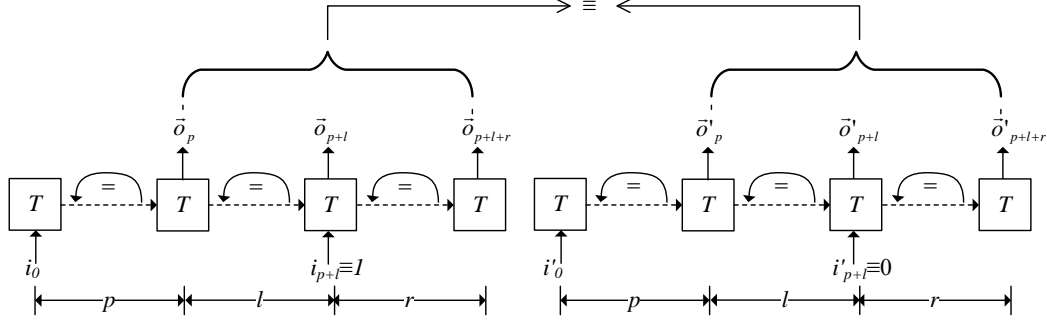 ≡
o⃗p o⃗p+l o⃗p+l+r o⃗'p o⃗'p+l o⃗'p+l+r
= = = = = =
T T T T T T T T
i0 ip+l≡1 i'0 i'p+l≡0
p l r p l r